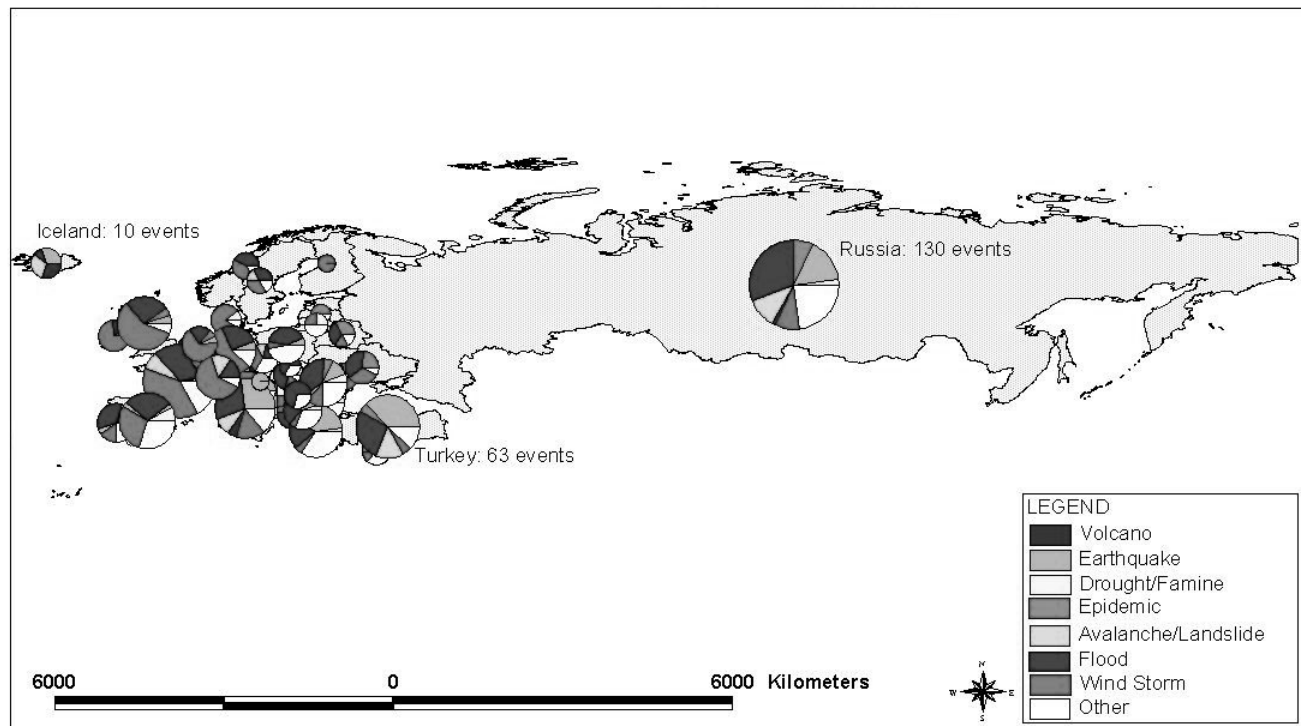 Iceland: 10 events
Russia: 130 events
Turkey: 63 events
LEGEND
Volcano
Earthquake
Drought/Famine
Epidemic
Avalanche/Landslide
Flood
Wind Storm
Other
6000 0 6000 Kilometers
N
W E
S